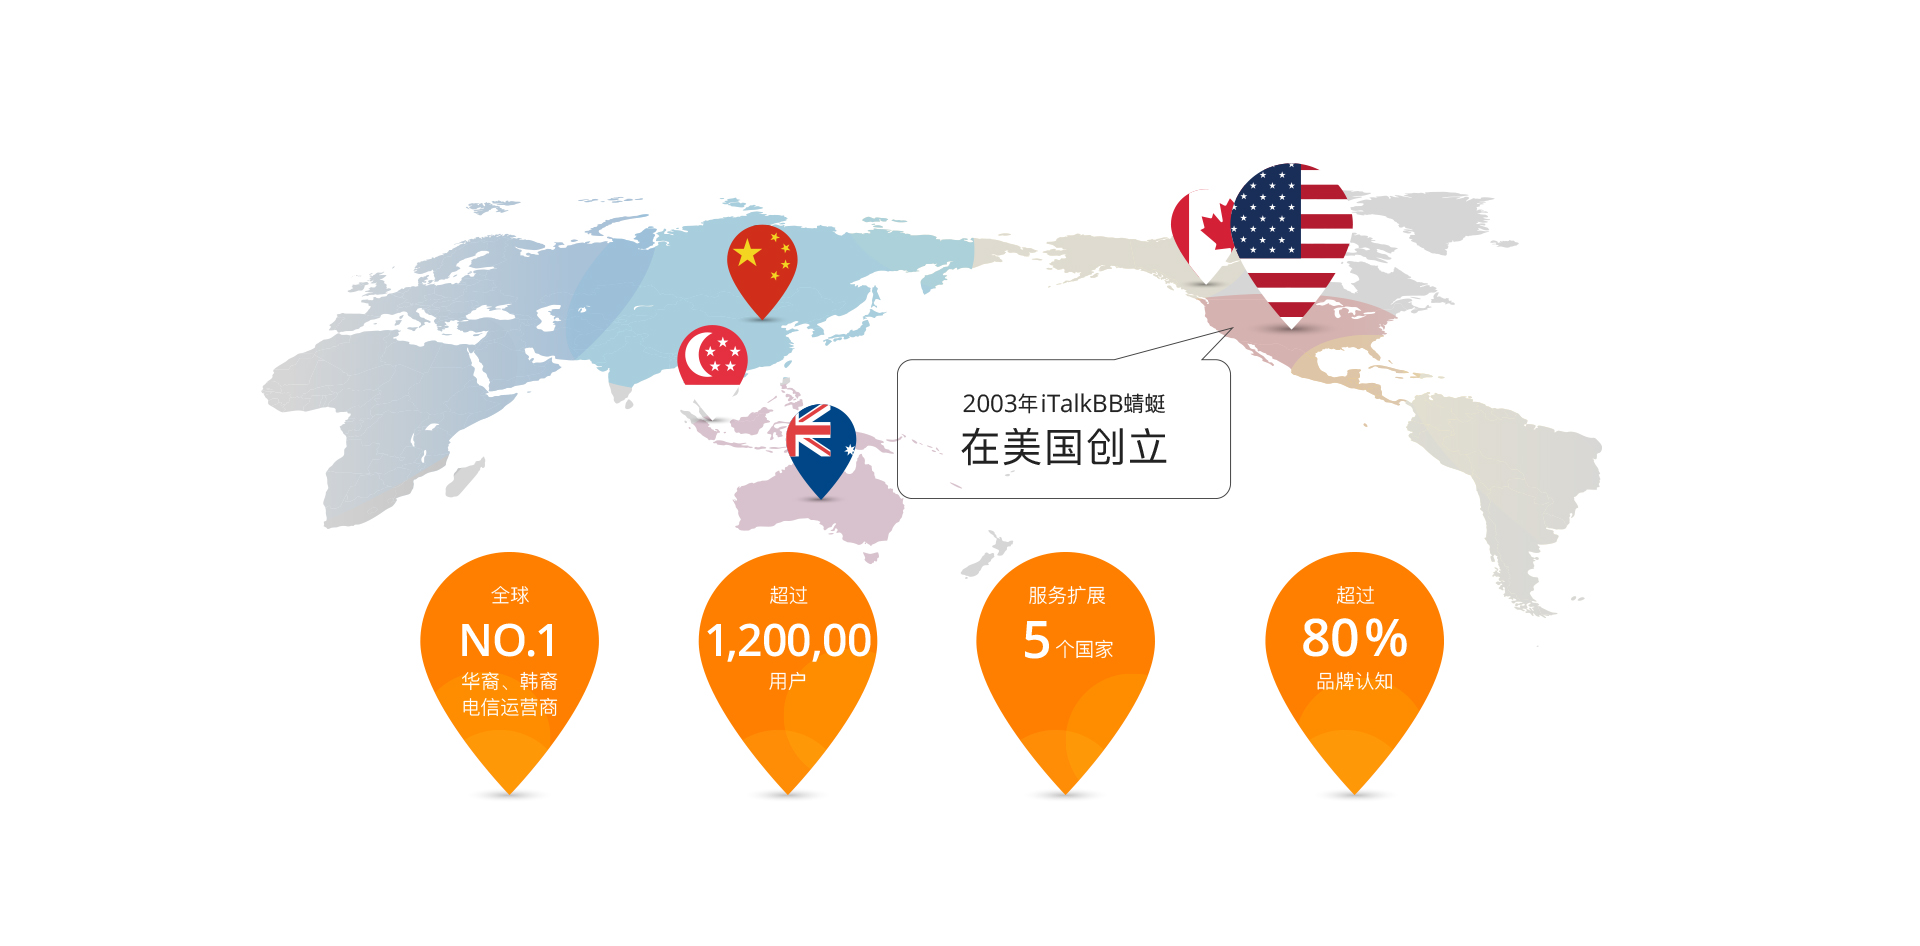 2003年iTalkBB蜻蜓
在美国创立
全球
NO.1
华裔、韩裔
电信运营商
超过
1,200,00
用户
服务扩展
5 个国家
超过
80%
品牌认知